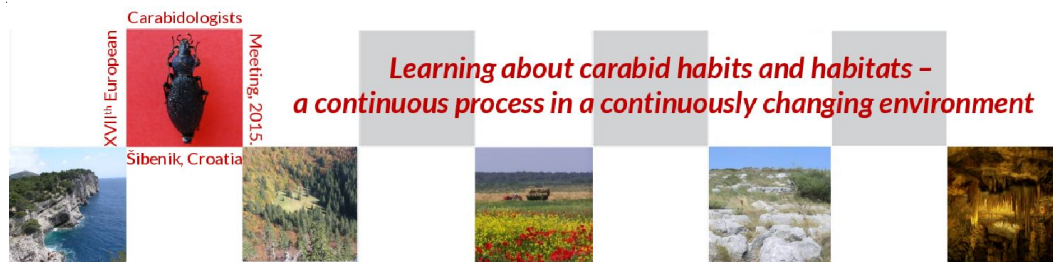 Carabidologists
XVIIth European
Meeting, 2015.
Šibenik, Croatia
Learning about carabid habits and habitats –
a continuous process in a continuously changing environment